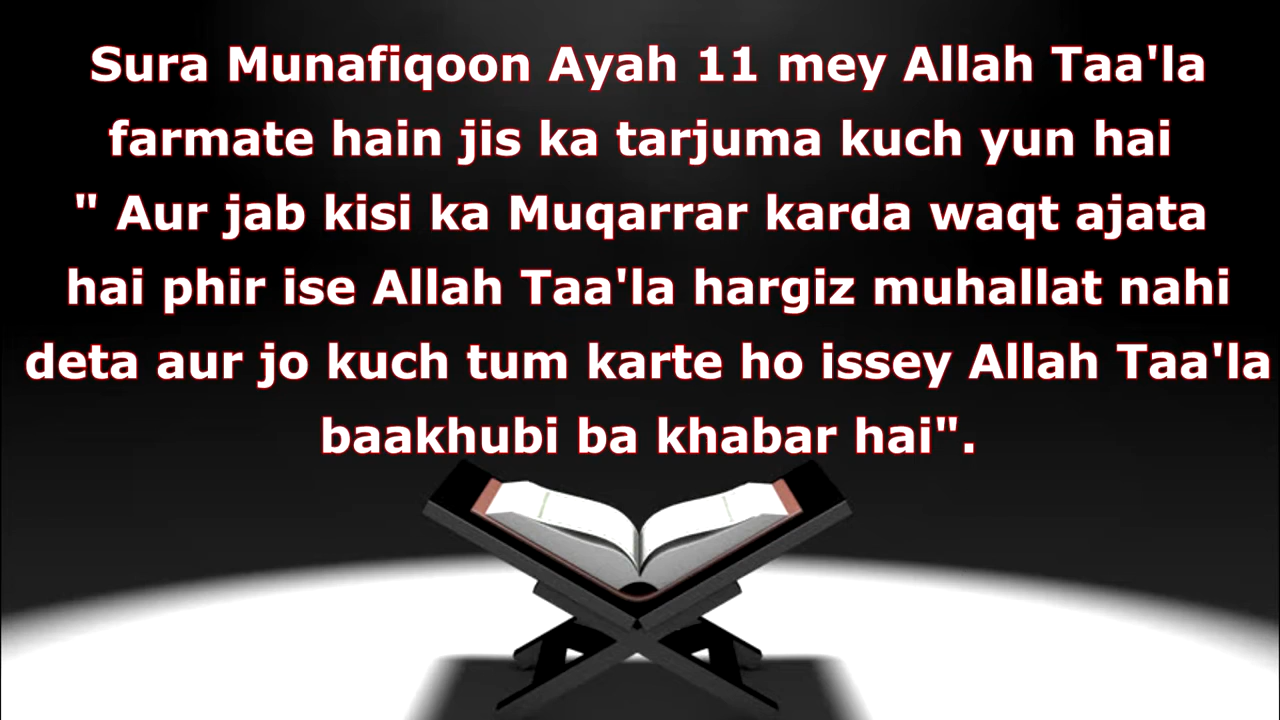 Sura Munafiqoon Ayah 11 mey Allah Taa'la
farmate hain jis ka tarjuma kuch yun hai
" Aur jab kisi ka Muqarrar karda waqt ajata
hai phir ise Allah Taa'la hargiz muhallat nahi
deta aur jo kuch tum karte ho issey Allah Taa'la
baakhubi ba khabar hai".